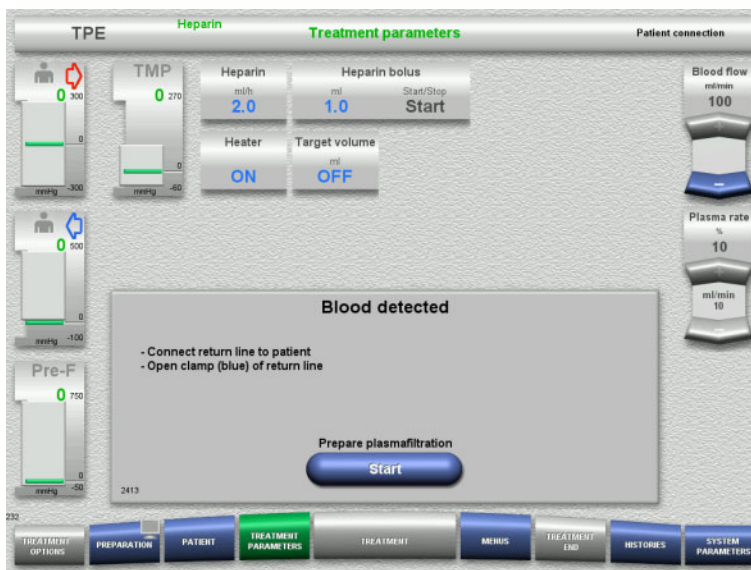 TPE
Heparin
Treatment parameters
Patient connection
0 300
0
mmHg -300
TMP
0 270
0
mmHg -60
Heparin
ml/h
2.0
Heparin bolus
ml Start/Stop
1.0 Start
Heater
ON
Target volume
ml
OFF
Blood flow
ml/min
100
+
–
0 500
0
mmHg -100
Plasma rate
%
10
+
ml/min
10
–
Pre-F
0 750
0
mmHg -50
Blood detected
- Connect return line to patient
- Open clamp (blue) of return line
Prepare plasmafiltration
Start
2413
232
TREATMENT
OPTIONS
PREPARATION
PATIENT
TREATMENT
PARAMETERS
TREATMENT
MENUS
TREATMENT
END
HISTORIES
SYSTEM
PARAMETERS